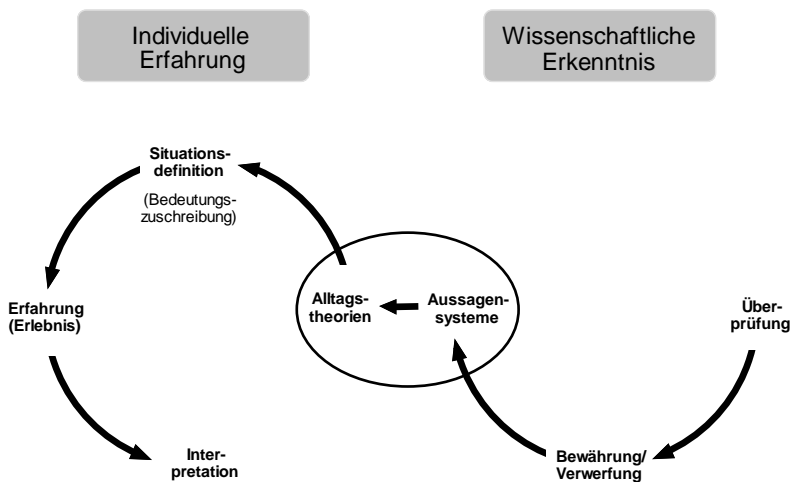 Individuelle
Erfahrung
Wissenschaftliche
Erkenntnis
Situations-
definition
(Bedeutungs-
zuschreibung)
Erfahrung
(Erlebnis)
Alltags-
theorien
Aussagen-
systeme
Über-
prüfung
Inter-
pretation
Bewährung/
Verwerfung